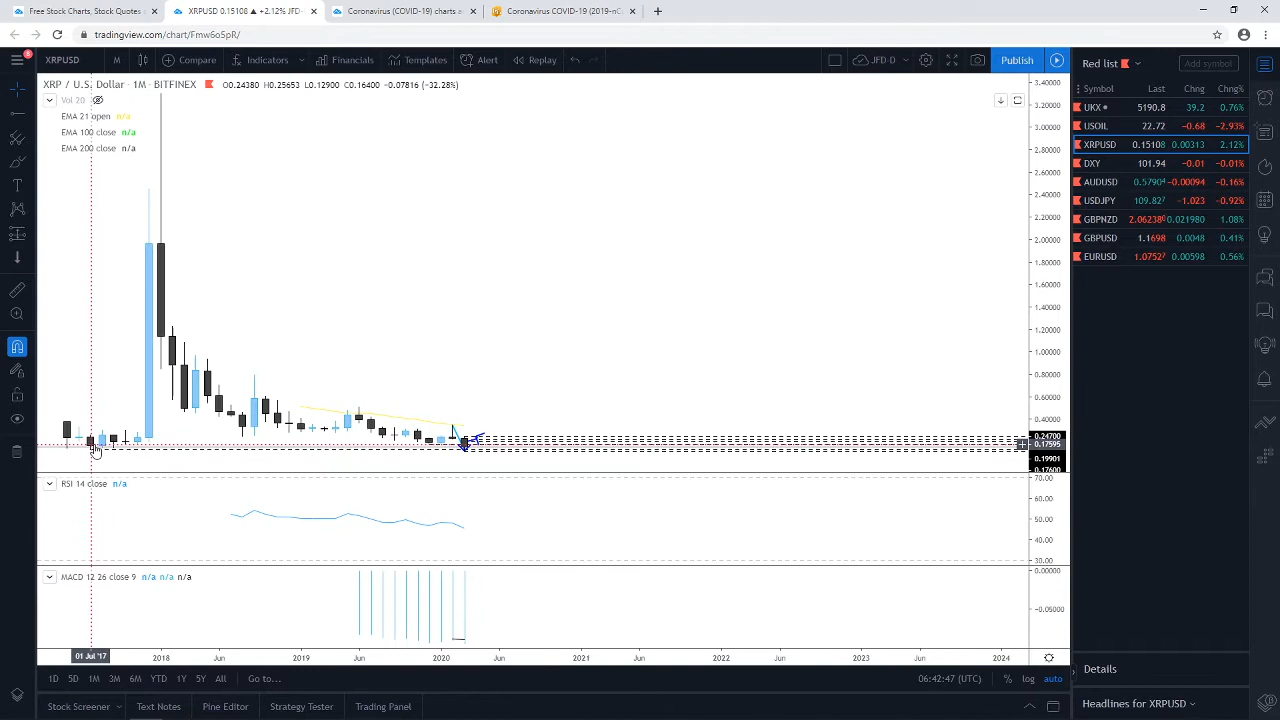 Free Stock Charts, Stock Quotes a
XRPUSD 0.15108 ▲ +2.12% JFD-
Coronavirus (COVID-19) charts an
Coronavirus COVID-19 (2019-nC
tradingview.com/chart/Fmw6o5pR/
8
XRPUSD
M
Compare
Indicators
Financials
Templates
Alert
Replay
JFD-D
Publish
XRP / U.S. Dollar · 1M · BITFINEX
O0.24380 H0.25653 L0.12900 C0.16400 −0.07816 (−32.28%)
Vol 20
EMA 21 open n/a
EMA 100 close n/a
EMA 200 close n/a
3.40000
3.20000
3.00000
2.80000
2.60000
2.40000
2.20000
2.00000
1.80000
1.60000
1.40000
1.20000
1.00000
0.80000
0.60000
0.40000
0.24700
0.17595
0.19901
0.17600
RSI 14 close n/a
70.00
60.00
50.00
40.00
30.00
MACD 12 26 close 9 n/a n/a n/a
0.00000
-0.05000
01 Jul '17
2018
Jun
2019
Jun
2020
Jun
2021
Jun
2022
Jun
2023
Jun
2024
1D 5D 1M 3M 6M YTD 1Y 5Y All Go to...
06:42:47 (UTC)
% log auto
Stock Screener
Text Notes
Pine Editor
Strategy Tester
Trading Panel
Red list
Add symbol
Symbol Last Chng Chng%
UKX 5190.8 39.2 0.76%
USOIL 22.72 −0.68 −2.93%
XRPUSD 0.15108 0.00313 2.12%
DXY 101.94 −0.01 −0.01%
AUDUSD 0.57904 −0.00094 −0.16%
USDJPY 109.827 −1.023 −0.92%
GBPNZD 2.062380 0.021980 1.08%
GBPUSD 1.1698 0.0048 0.41%
EURUSD 1.07527 0.00598 0.56%
Details
Headlines for XRPUSD